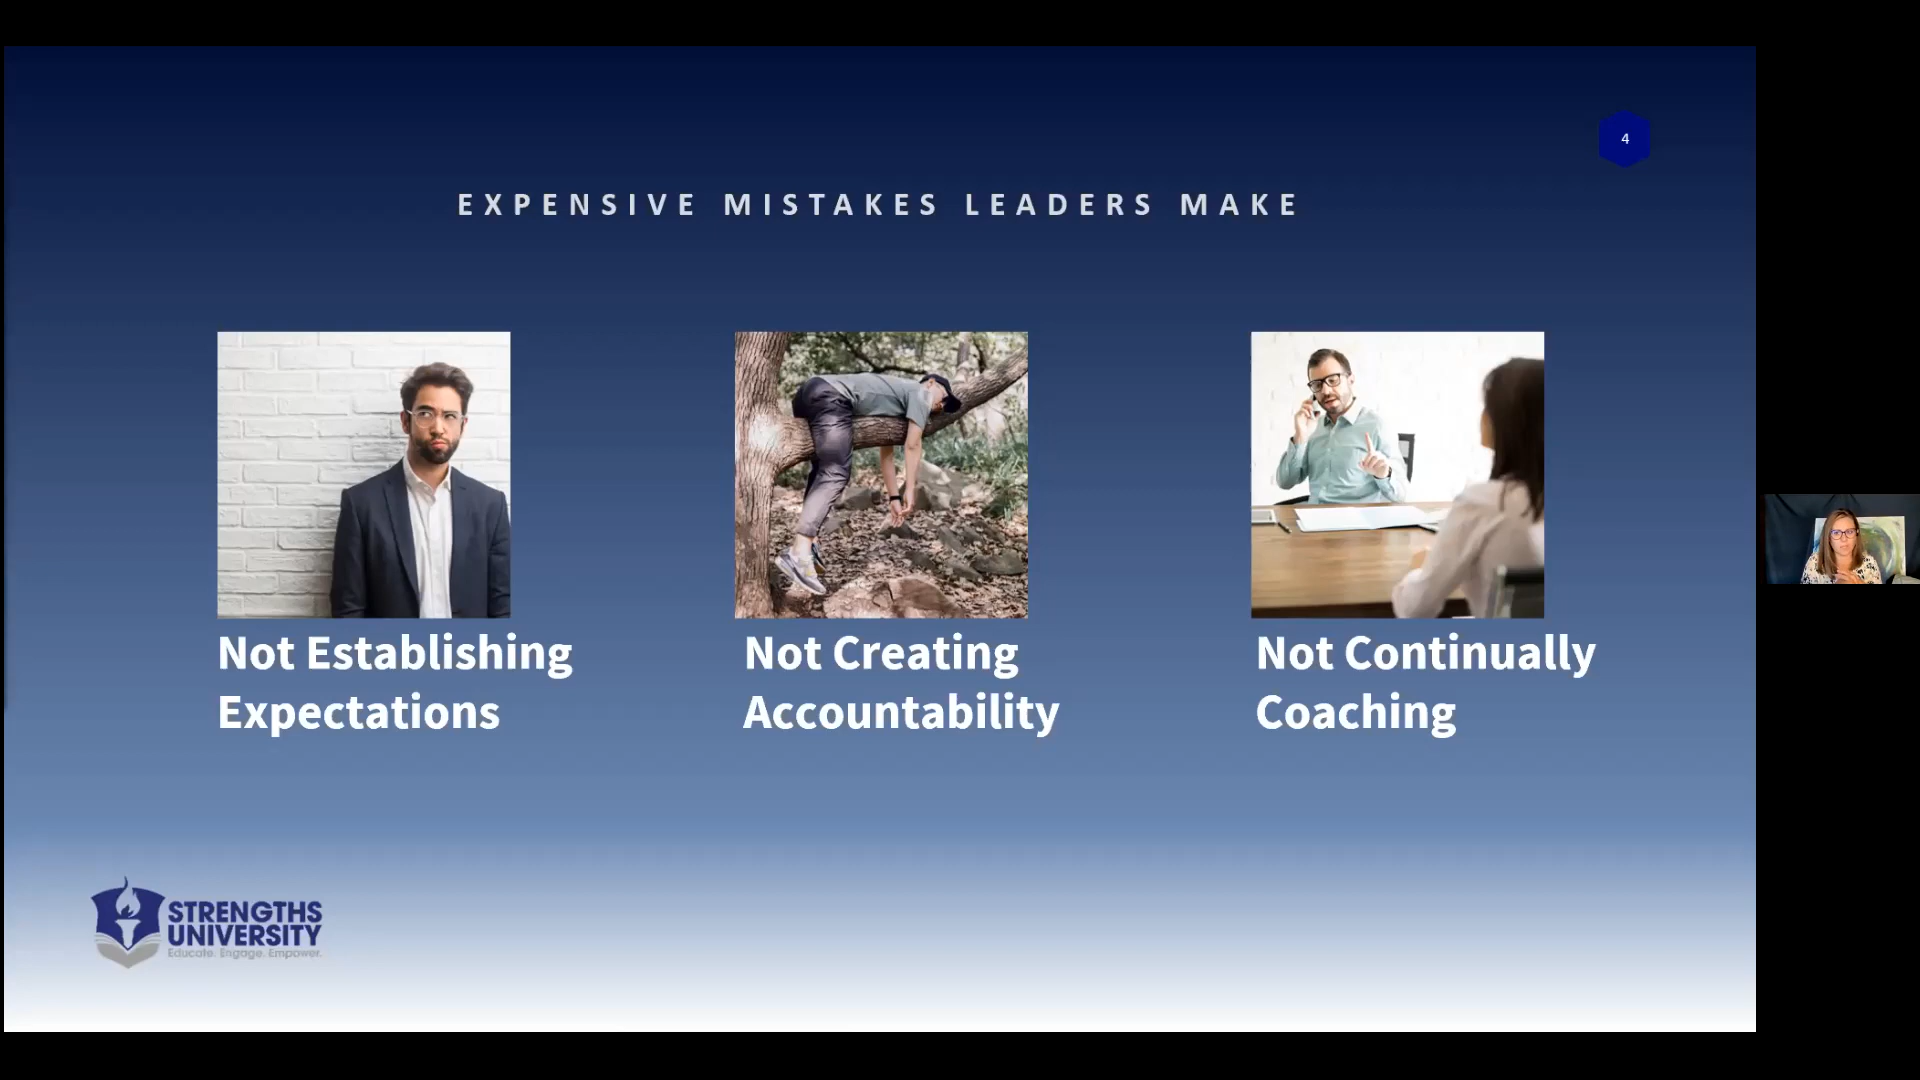 4
EXPENSIVE MISTAKES LEADERS MAKE
Not Establishing
Expectations
Not Creating
Accountability
Not Continually
Coaching
STRENGTHS
UNIVERSITY
Educate. Engage. Empower.